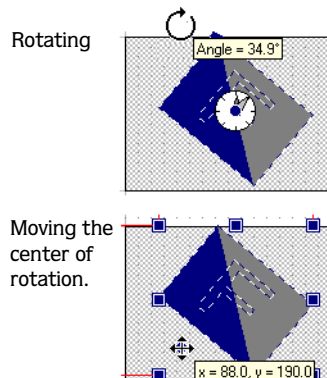 Rotating
Angle = 34.9°
Moving the
center of
rotation.
x = 88.0, y = 190.0